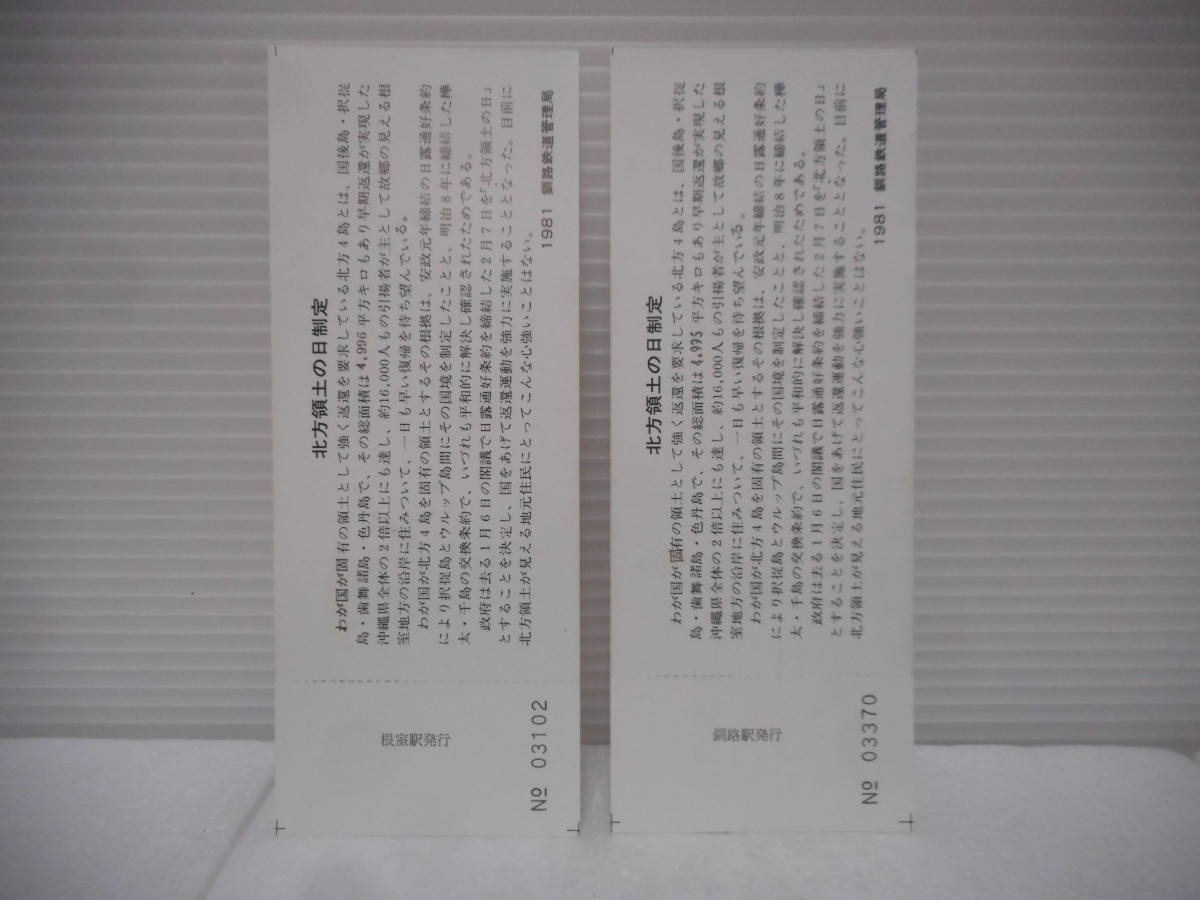 北方領土の日制定
わが国が固有の領土として強く返還を要求している北方4島とは、国後島・択捉
島・歯舞諸島・色丹島で、その総面積は4,996平方キロもあり早期返還が実現した
沖縄県全体の2倍以上にも達し、約16,000人もの引揚者が主として故郷の見える根
室地方の沿岸に住みついて、一日も早い復帰を待ち望んでいる。
わが国が北方4島を固有の領土とするその根拠は、安政元年締結の日露通好条約
により択捉島とウルップ島間にその国境を制定したことと、明治8年に締結した樺
太・千島の交換条約で、いづれも平和的に解決し確認されたためである。
政府は去る1月6日の閣議で日露通好条約を締結した2月7日を「北方領土の日」
とすることを決定し、国をあげて返還運動を強力に実施することとなった。目前に
北方領土が見える地元住民にとってこんな心強いことはない。
1981 釧路鉄道管理局
根室駅発行
№ 03102
北方領土の日制定
わが国が固有の領土として強く返還を要求している北方4島とは、国後島・択捉
島・歯舞諸島・色丹島で、その総面積は4,995平方キロもあり早期返還が実現した
沖縄県全体の2倍以上にも達し、約16,000人もの引揚者が主として故郷の見える根
室地方の沿岸に住みついて、一日も早い復帰を待ち望んでいる。
わが国が北方4島を固有の領土とするその根拠は、安政元年締結の日露通好条約
により択捉島とウルップ島間にその国境を制定したことと、明治8年に締結した樺
太・千島の交換条約で、いづれも平和的に解決し確認されたためである。
政府は去る1月6日の閣議で日露通好条約を締結した2月7日を「北方領土の日」
とすることを決定し、国をあげて返還運動を強力に実施することとなった。目前に
北方領土が見える地元住民にとってこんな心強いことはない。
1981 釧路鉄道管理局
釧路駅発行
№ 03370